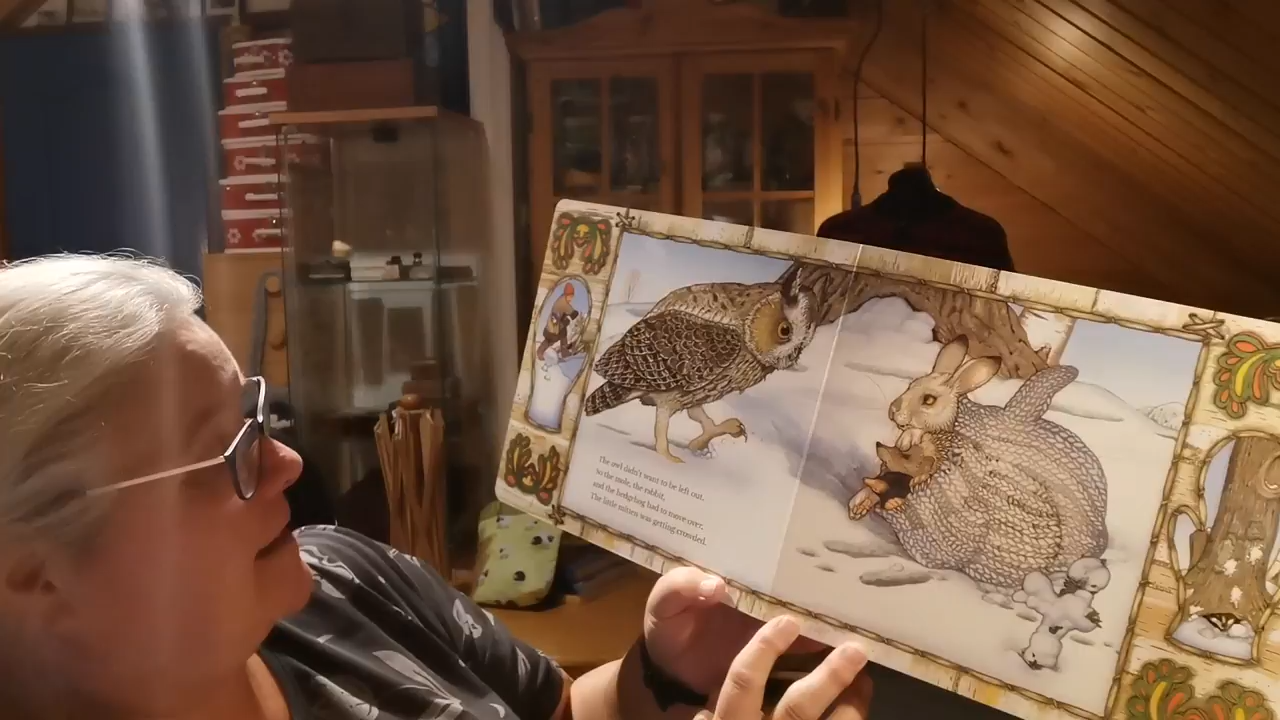 The owl didn't want to be left out,
so the mole, the rabbit,
and the hedgehog had to move over.
The little mitten was getting crowded.